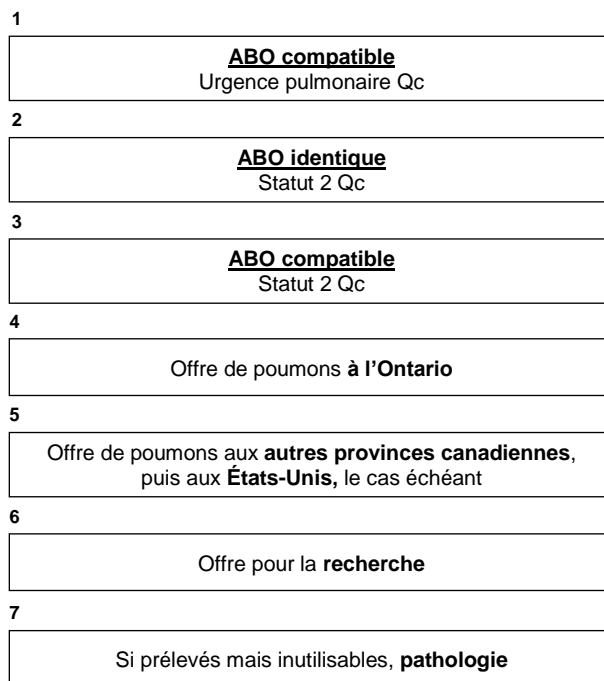 1
ABO compatible
Urgence pulmonaire Qc
2
ABO identique
Statut 2 Qc
3
ABO compatible
Statut 2 Qc
4
Offre de poumons à l’Ontario
5
Offre de poumons aux autres provinces canadiennes,
puis aux États-Unis, le cas échéant
6
Offre pour la recherche
7
Si prélevés mais inutilisables, pathologie